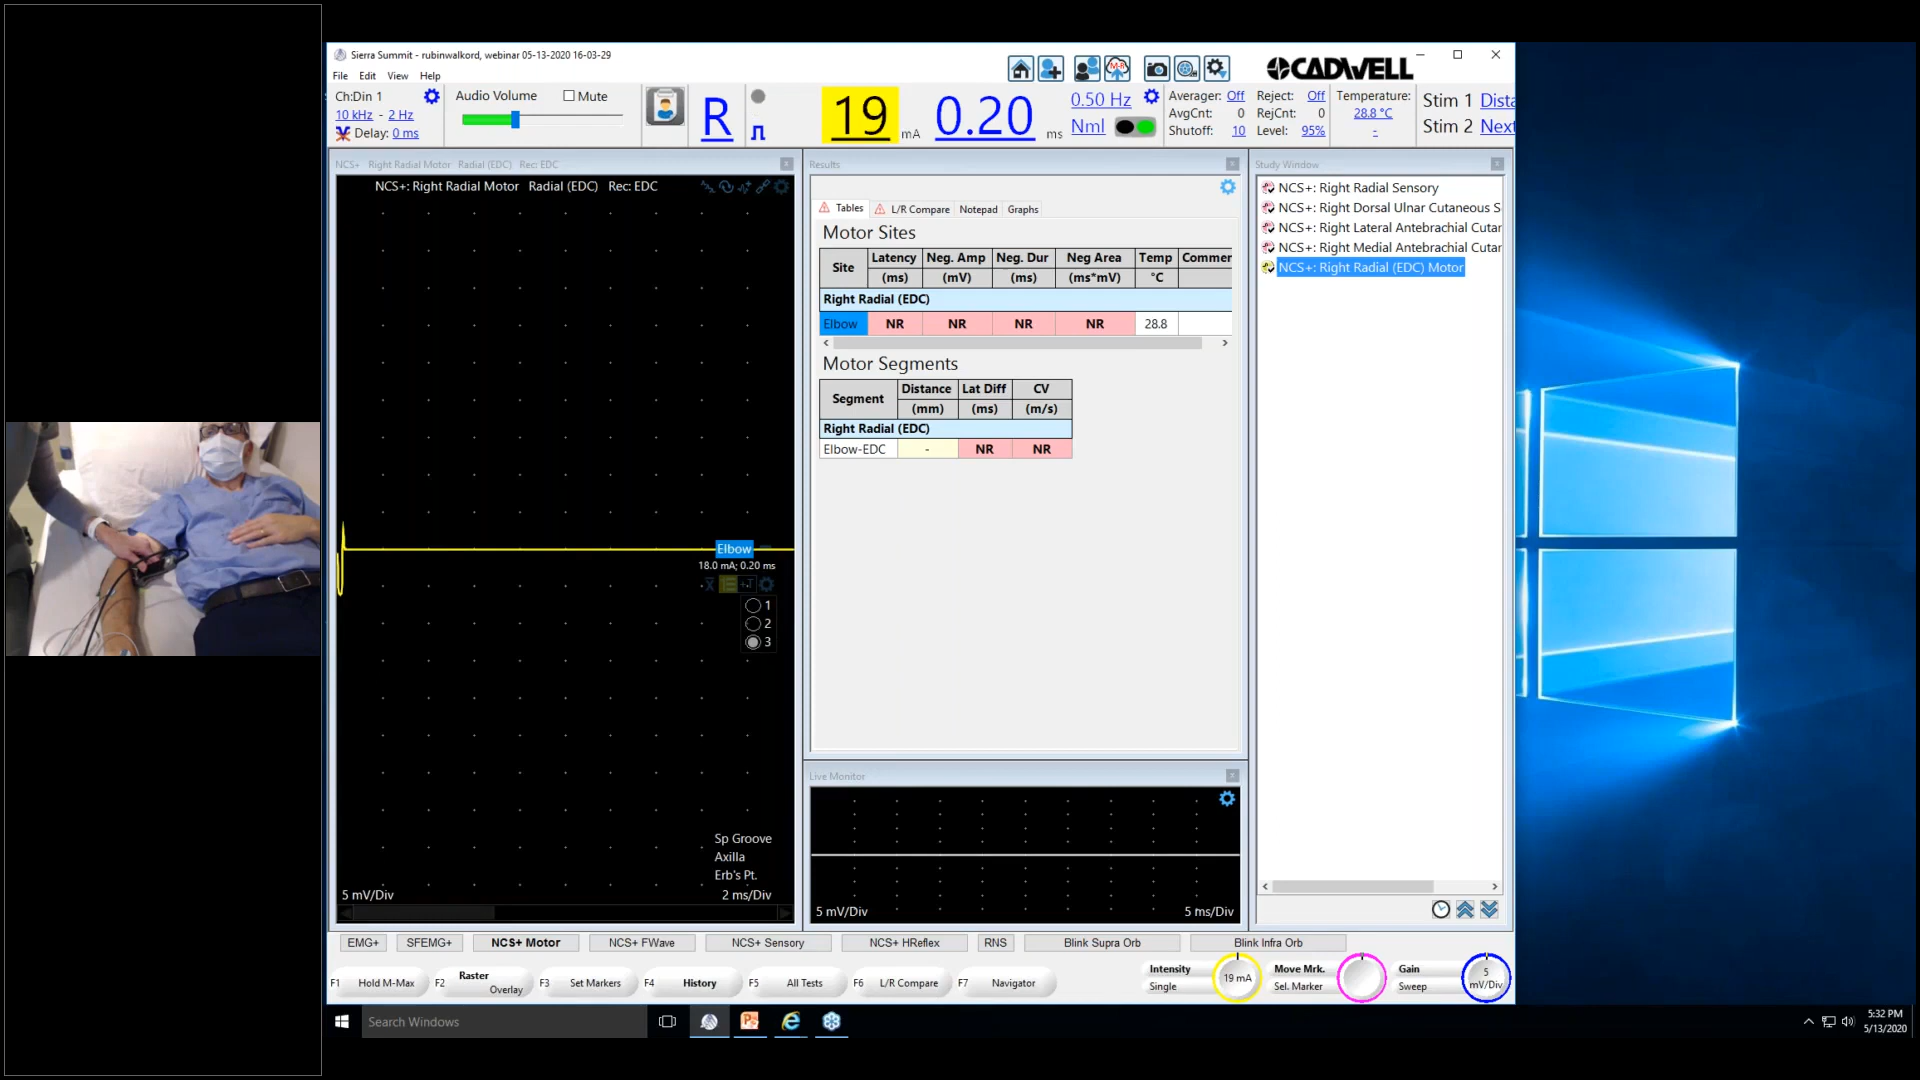 Sierra Summit - rubinwalkord, webinar 05-13-2020 16-03-29
File Edit View Help
CADWELL
Ch:Din 1
10 kHz - 2 Hz
Delay: 0 ms
Audio Volume
Mute
R
19 mA
0.20 ms
0.50 Hz
Nml
Averager: Off
AvgCnt: 0
Shutoff: 10
Reject: Off
RejCnt: 0
Level: 95%
Temperature:
28.8 °C
-
Stim 1 Dista
Stim 2 Next
NCS+ Right Radial Motor Radial (EDC) Rec: EDC
NCS+: Right Radial Motor Radial (EDC) Rec: EDC
Elbow
18.0 mA; 0.20 ms
1
2
3
Sp Groove
Axilla
Erb's Pt.
5 mV/Div
2 ms/Div
Results
Tables L/R Compare Notepad Graphs
Motor Sites
Site Latency Neg. Amp Neg. Dur Neg Area Temp Commer
(ms) (mV) (ms) (ms*mV) °C
Right Radial (EDC)
Elbow NR NR NR NR 28.8
Motor Segments
Segment Distance Lat Diff CV
(mm) (ms) (m/s)
Right Radial (EDC)
Elbow-EDC - NR NR
Live Monitor
5 mV/Div
5 ms/Div
Study Window
NCS+: Right Radial Sensory
NCS+: Right Dorsal Ulnar Cutaneous S
NCS+: Right Lateral Antebrachial Cutar
NCS+: Right Medial Antebrachial Cutar
NCS+: Right Radial (EDC) Motor
EMG+ SFEMG+ NCS+ Motor NCS+ FWave NCS+ Sensory NCS+ HReflex RNS Blink Supra Orb Blink Infra Orb
F1 Hold M-Max
F2 Raster
Overlay
F3 Set Markers
F4 History
F5 All Tests
F6 L/R Compare
F7 Navigator
Intensity
Single
19 mA
Move Mrk.
Sel. Marker
Gain
Sweep
5
mV/Div
Search Windows
5:32 PM
5/13/2020